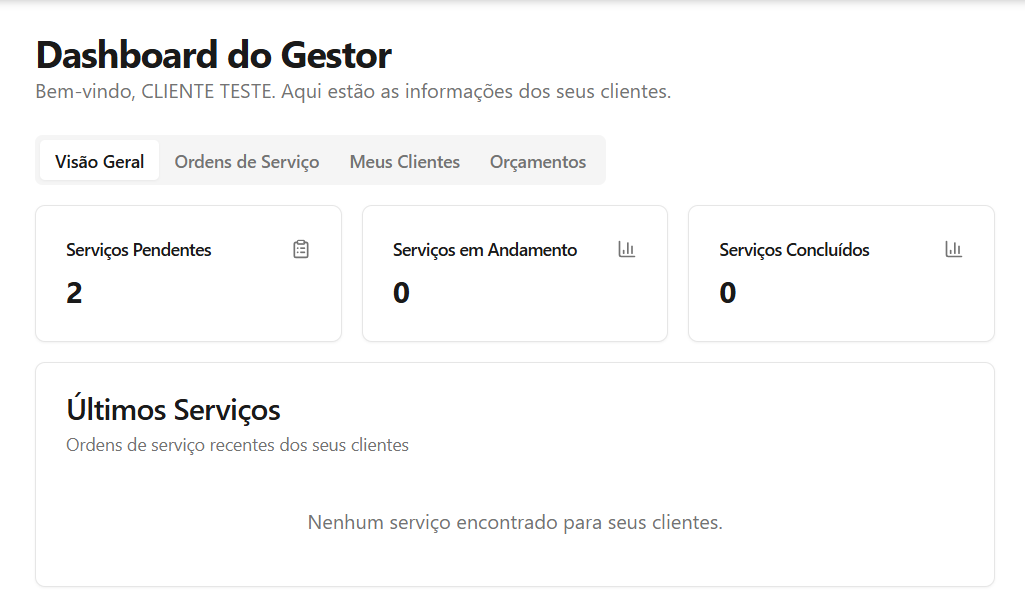 Dashboard do Gestor
Bem-vindo, CLIENTE TESTE. Aqui estão as informações dos seus clientes.
Visão Geral Ordens de Serviço Meus Clientes Orçamentos
Serviços Pendentes
2
Serviços em Andamento
0
Serviços Concluídos
0
Últimos Serviços
Ordens de serviço recentes dos seus clientes
Nenhum serviço encontrado para seus clientes.